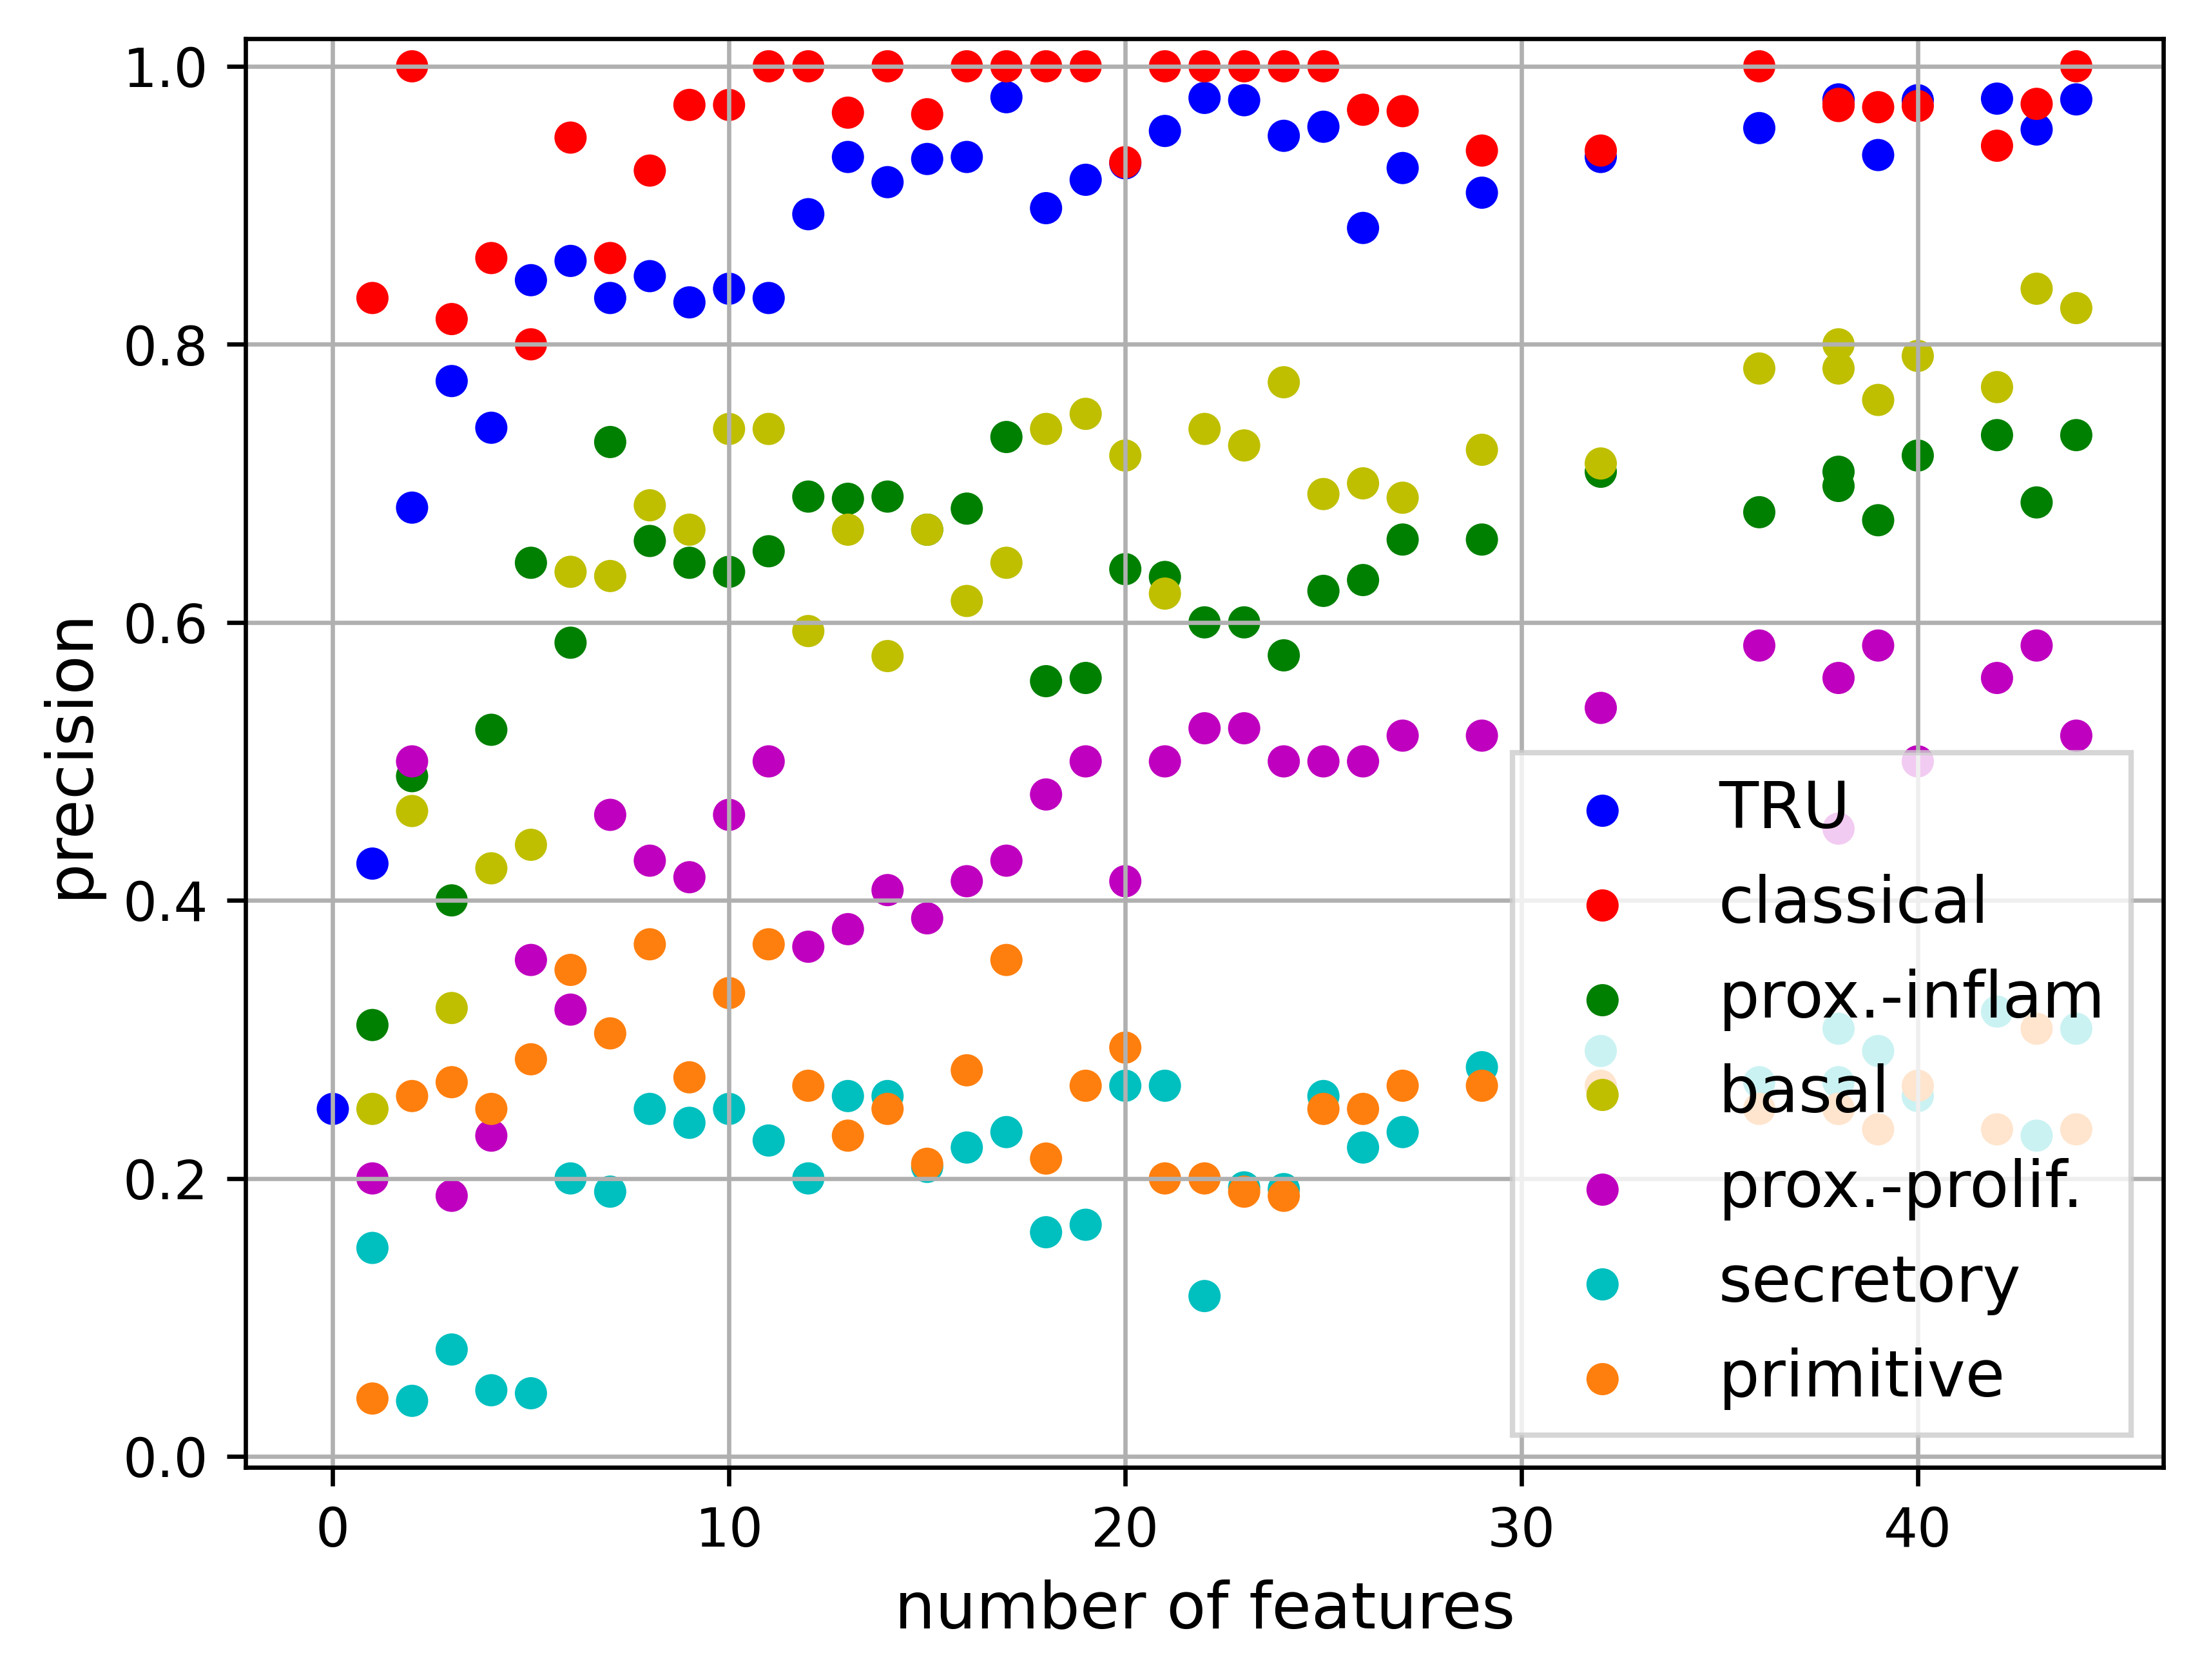 1.0
0.8
0.6
0.4
0.2
0.0
precision
0
10
20
30
40
number of features
TRU
classical
prox.-inflam
basal
prox.-prolif.
secretory
primitive